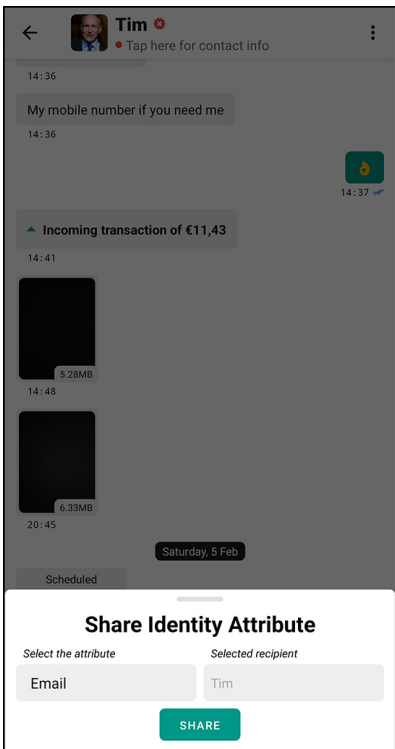 Tim
Tap here for contact info
14:36
My mobile number if you need me
14:36
14:37
Incoming transaction of €11,43
14:41
5.28MB
14:48
6.33MB
20:45
Saturday, 5 Feb
Scheduled
Share Identity Attribute
Select the attribute Selected recipient
Email Tim
SHARE